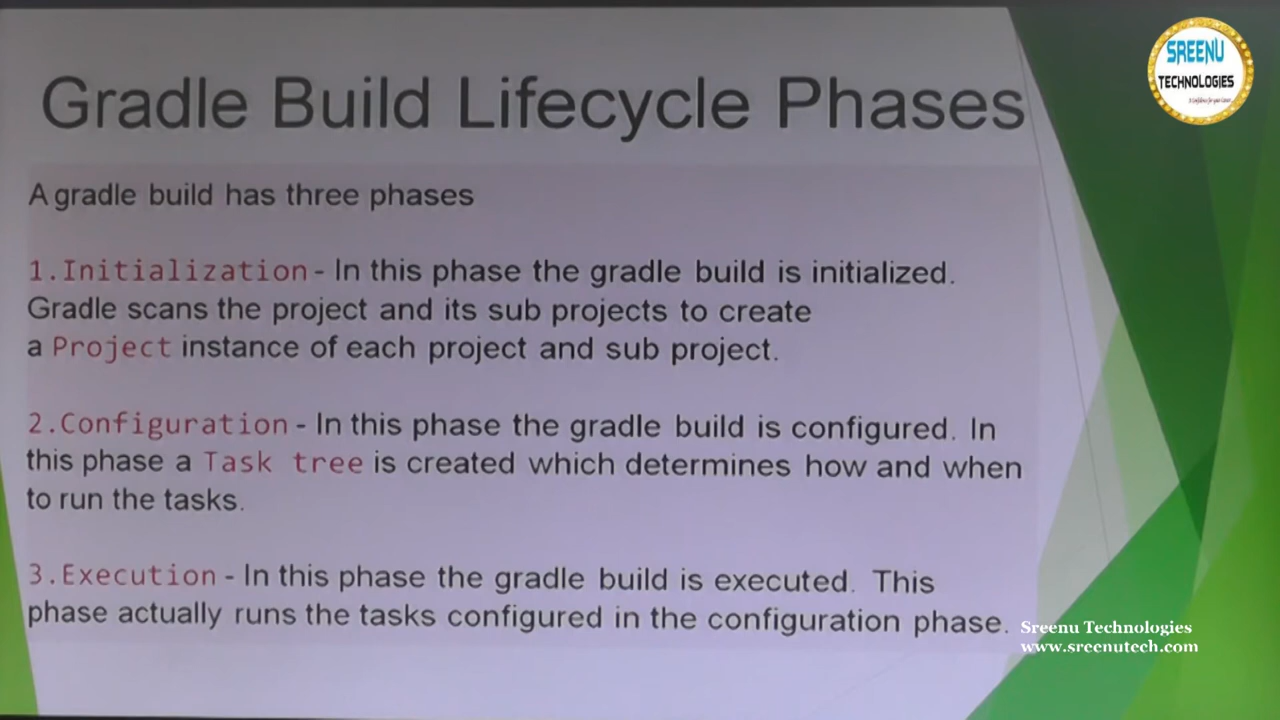 SREENU
TECHNOLOGIES
Gradle Build Lifecycle Phases
A gradle build has three phases
1.Initialization - In this phase the gradle build is initialized.
Gradle scans the project and its sub projects to create
a Project instance of each project and sub project.
2.Configuration - In this phase the gradle build is configured. In
this phase a Task tree is created which determines how and when
to run the tasks.
3.Execution - In this phase the gradle build is executed. This
phase actually runs the tasks configured in the configuration phase.
Sreenu Technologies
www.sreenutech.com